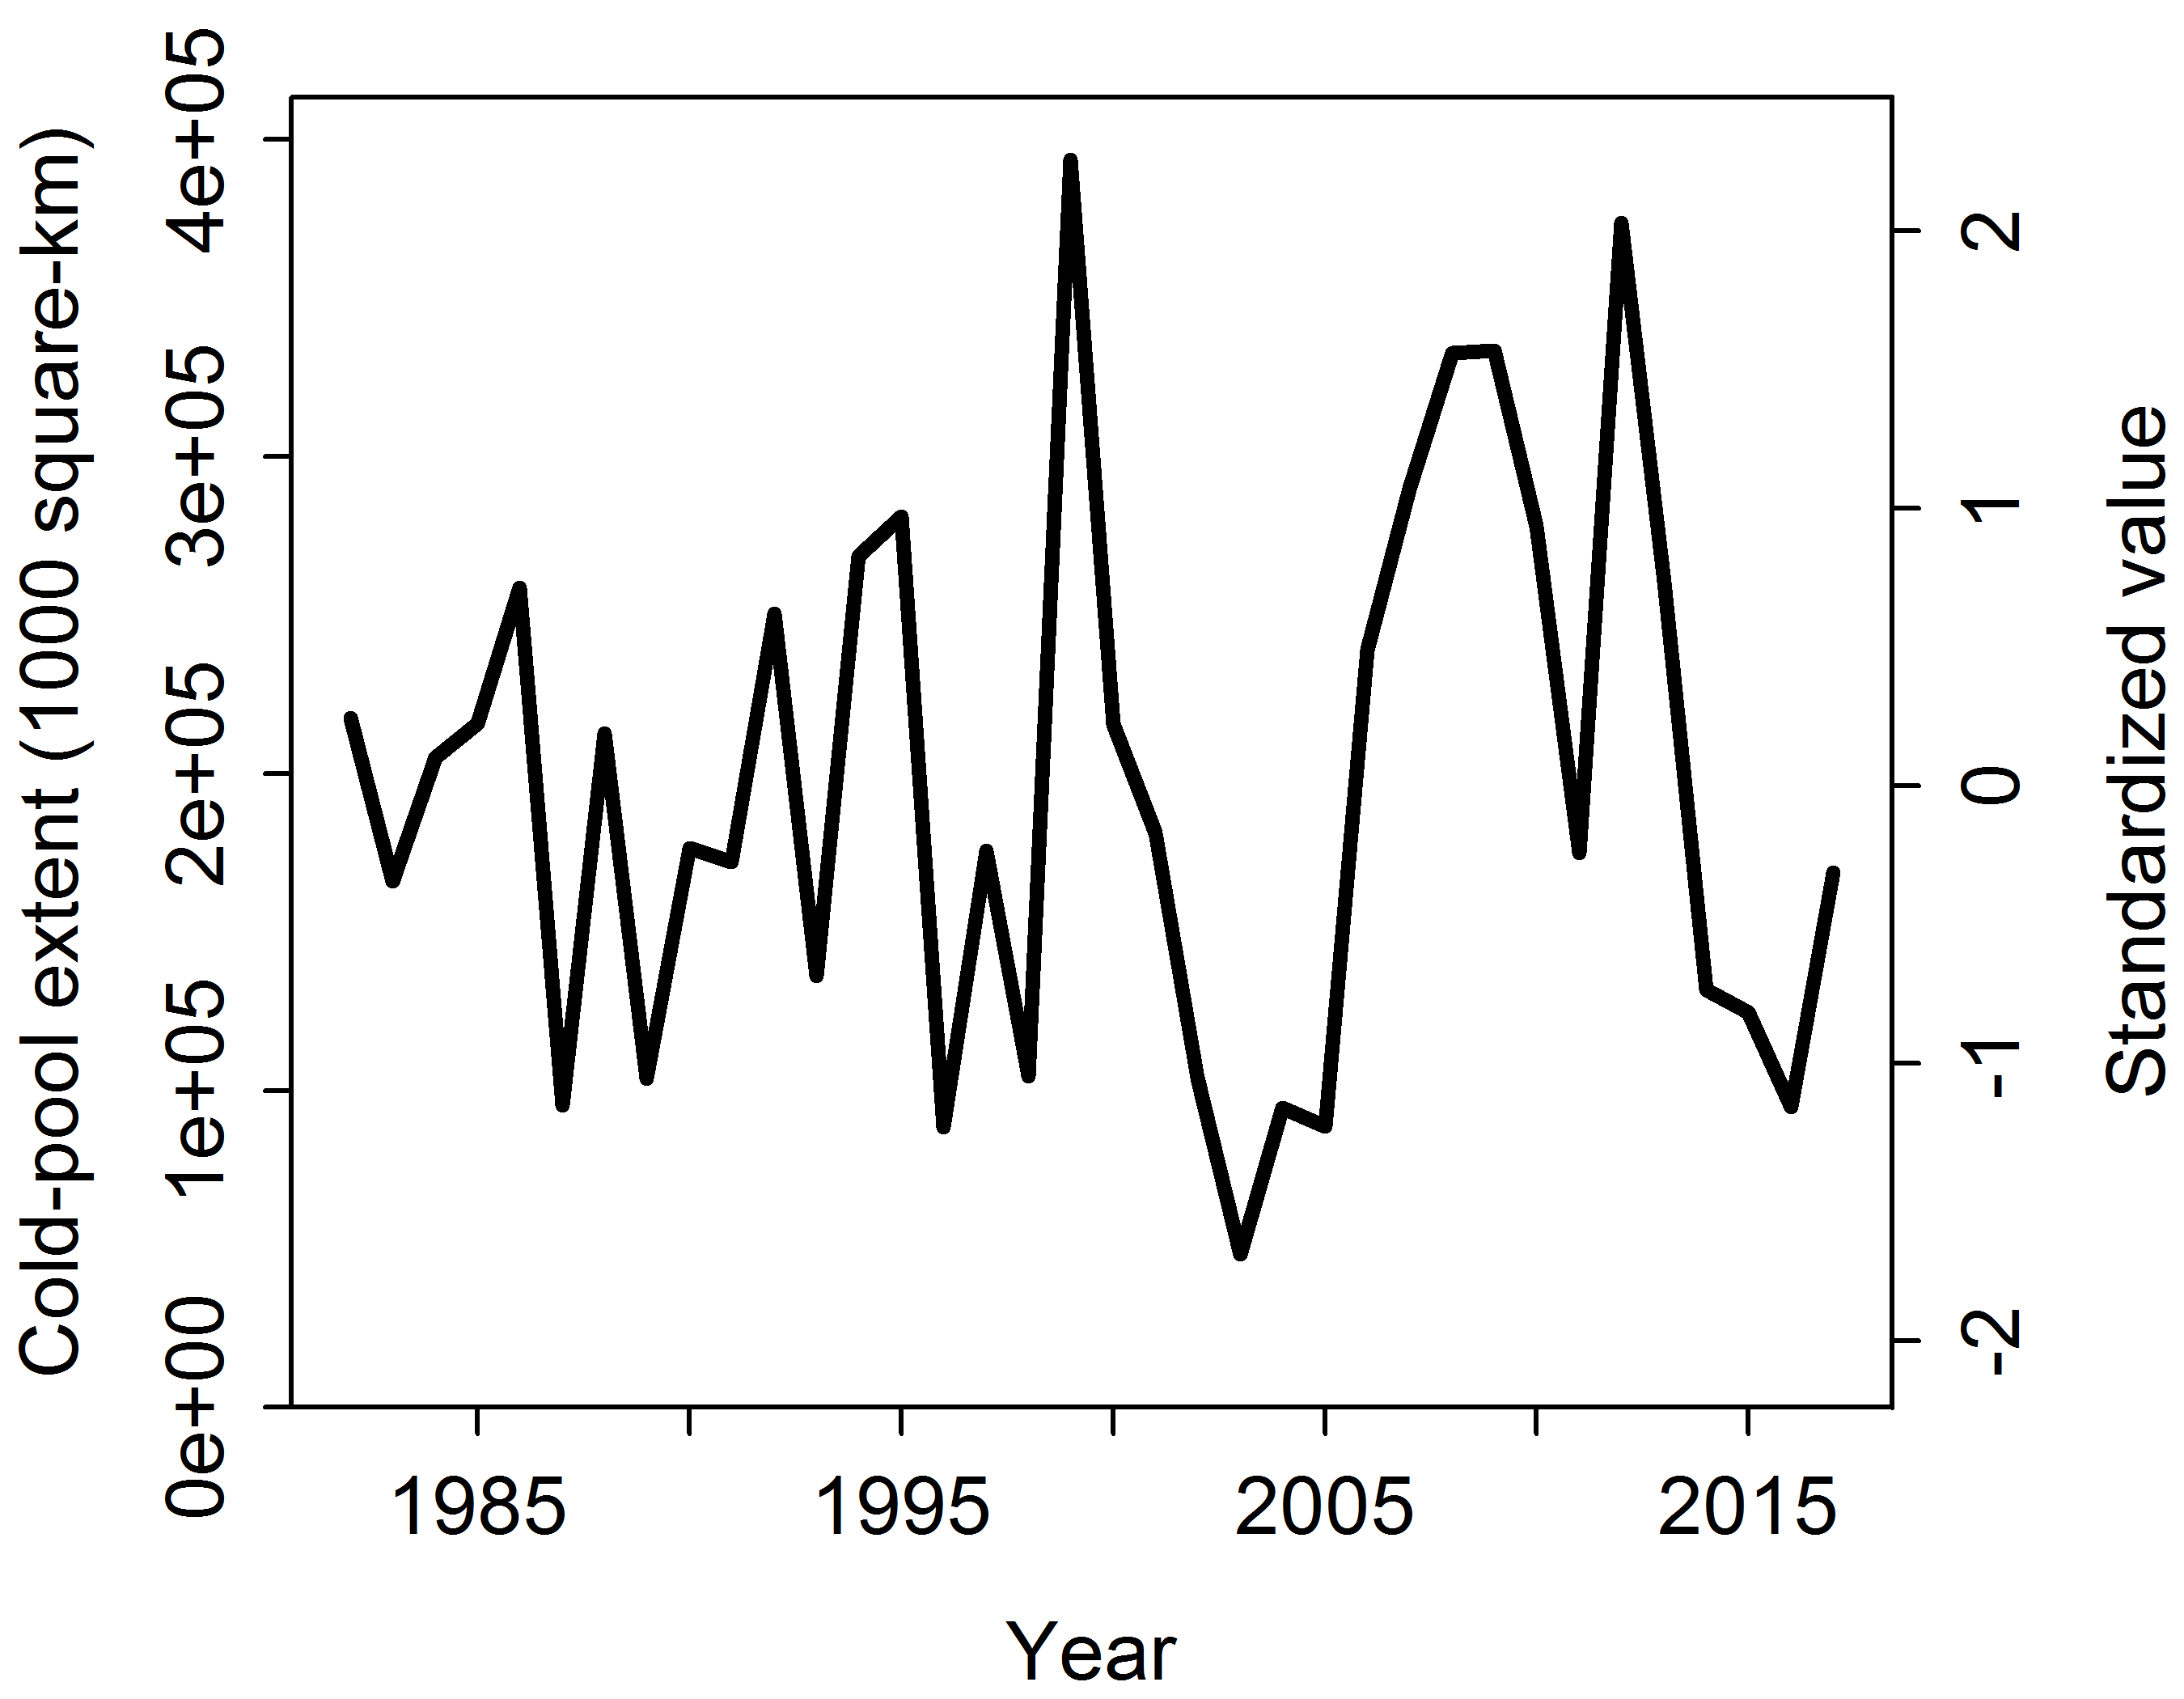 Cold-pool extent (1000 square-km)
4e+05
3e+05
2e+05
1e+05
0e+00
2
1
0
-1
-2
Standardized value
1985
1995
2005
2015
Year